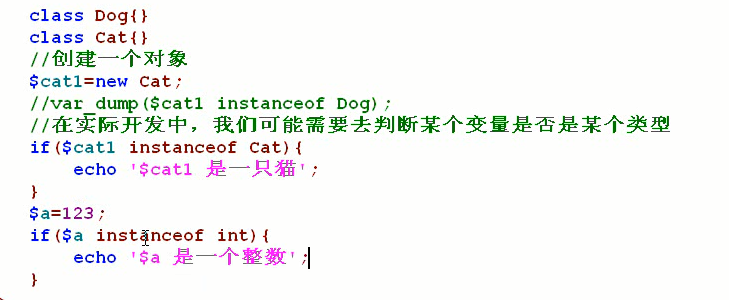 class Dog{}
class Cat{}
//创建一个对象
$cat1=new Cat;
//var_dump($cat1 instanceof Dog);
//在实际开发中，我们可能需要去判断某个变量是否是某个类型
if($cat1 instanceof Cat){
    echo '$cat1 是一只猫';
}
$a=123;
if($a instanceof int){
    echo '$a 是一个整数';
}